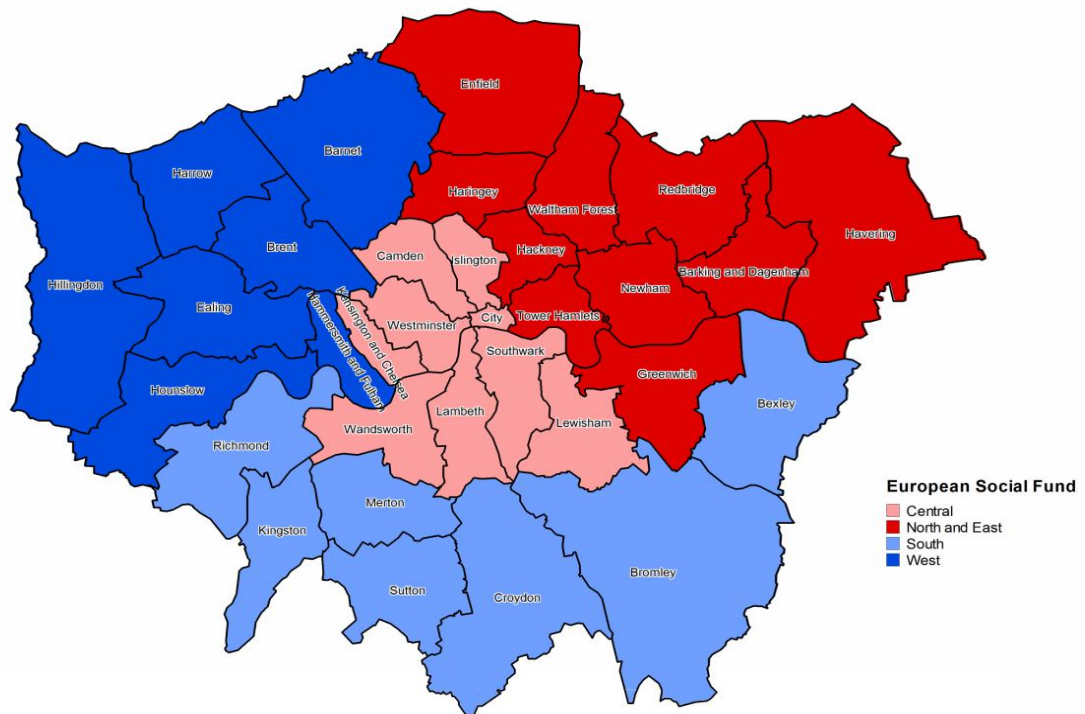 Enfield
Barnet
Harrow
Haringey
Waltham Forest
Redbridge
Havering
Brent
Camden
Islington
Hackney
Barking and Dagenham
Hillingdon
Ealing
Newham
Hammersmith and Fulham
Kensington and Chelsea
Westminster
City
Tower Hamlets
Southwark
Greenwich
Hounslow
Bexley
Richmond
Wandsworth
Lambeth
Lewisham
Merton
Kingston
Sutton
Croydon
Bromley
European Social Fund
Central
North and East
South
West